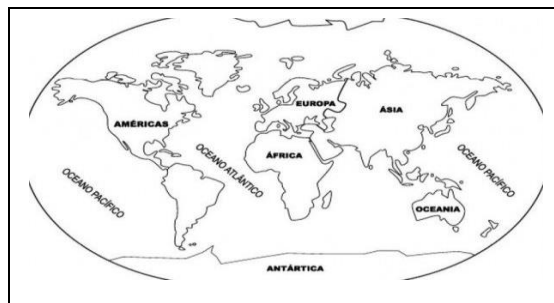 EUROPA
ÁSIA
AMÉRICAS
ÁFRICA
OCEANO ATLÂNTICO
OCEANO PACÍFICO
OCEANO PACÍFICO
OCEANIA
ANTÁRTICA